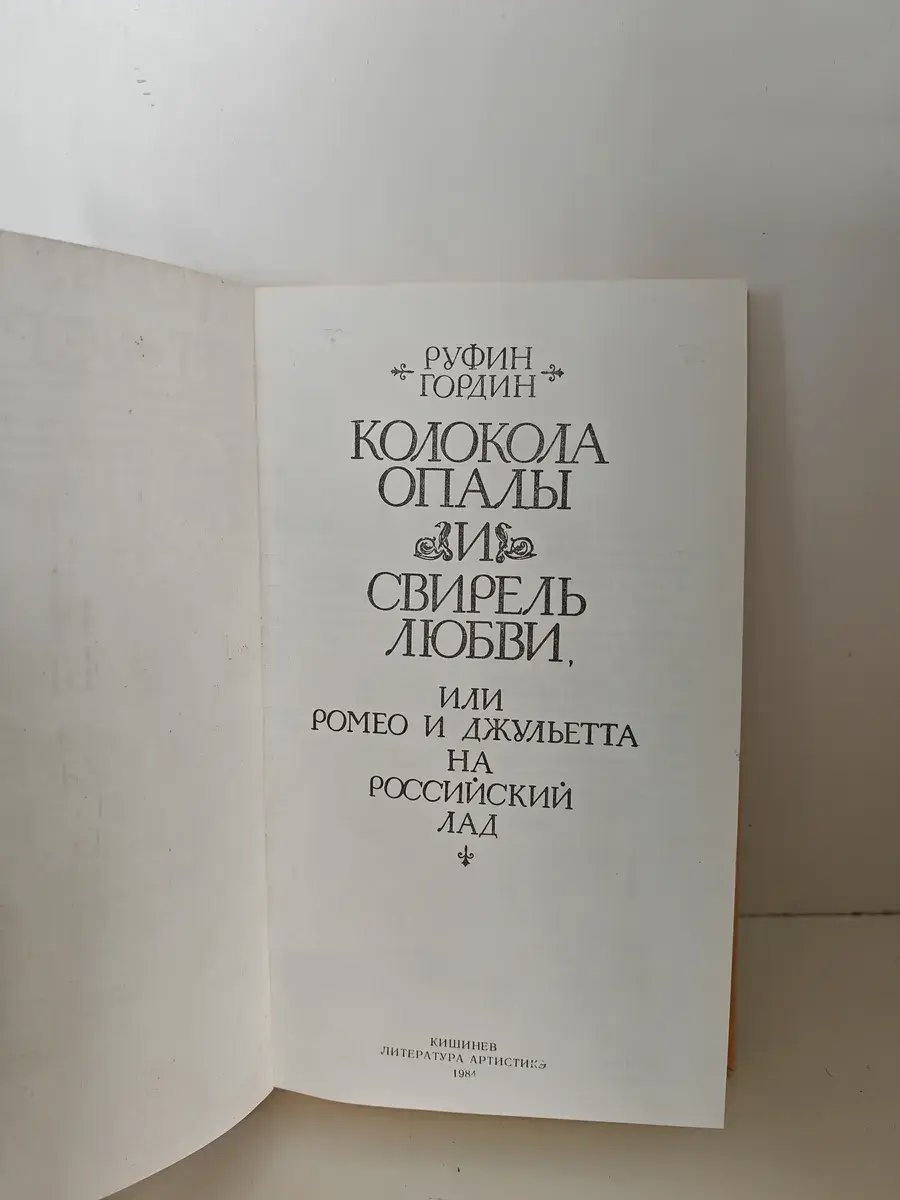 РУФИН
ГОРДИН
КОЛОКОЛА
ОПАЛЫ
И
СВИРЕЛЬ
ЛЮБВИ,
ИЛИ
РОМЕО И ДЖУЛЬЕТТА
НА
РОССИЙСКИЙ
ЛАД
КИШИНЕВ
ЛИТЕРАТУРА АРТИСТИКЭ
1984